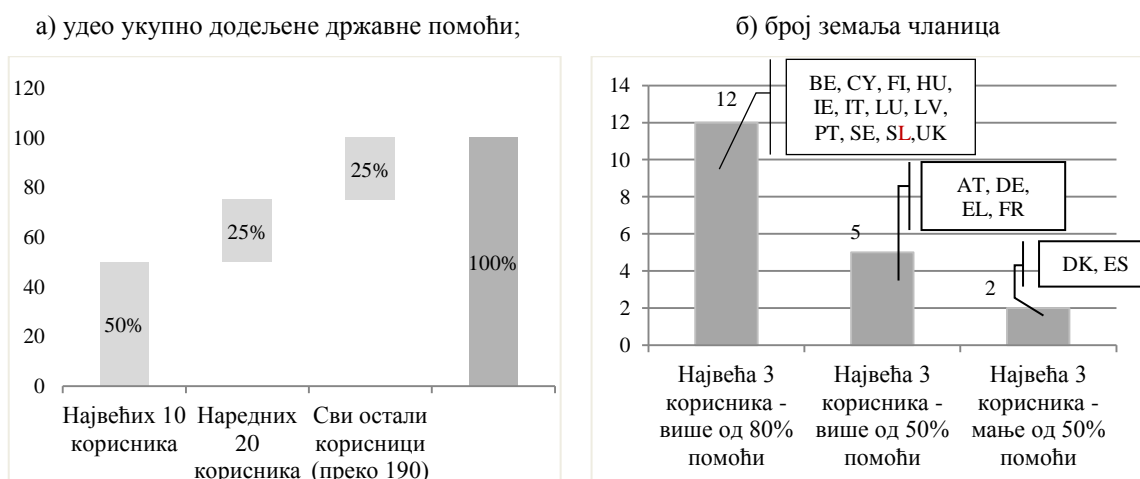 а) удео укупно додељене државне помоћи;
120
100
80
60
40
20
0
50%
25%
25%
100%
Највећих 10
корисника
Наредних
20
корисника
Сви остали
корисници
(преко 190)
б) број земаља чланица
14
12
10
8
6
4
2
0
12
5
2
BE, CY, FI, HU,
IE, IT, LU, LV,
PT, SE, SL,UK
AT, DE,
EL, FR
DK, ES
Највећа 3
корисника -
више од 80%
помоћи
Највећа 3
корисника -
више од 50%
помоћи
Највећа 3
корисника -
мање од 50%
помоћи